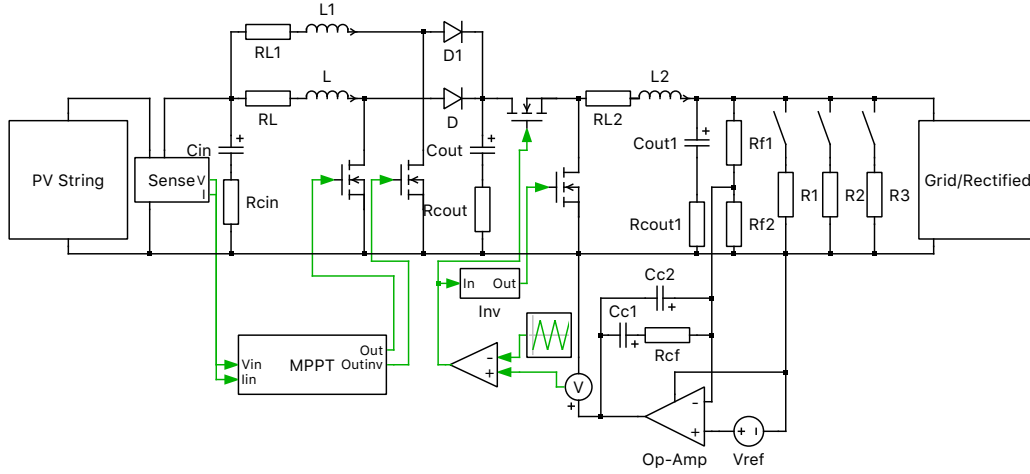 L1
RL1
D1
L
L2
RL
D
RL2
Cin
+
Cout
+
Cout1
+
Rf1
PV String
Sense
V
I
Rcin
Rcout
Rcout1
Rf2
R1
R2
R3
Grid/Rectified
In
Out
Inv
Cc2
+
Cc1
+
Rcf
MPPT
Out
Outinv
Vin
Iin
-
+
V
+
-
+
+
-
Op-Amp
Vref